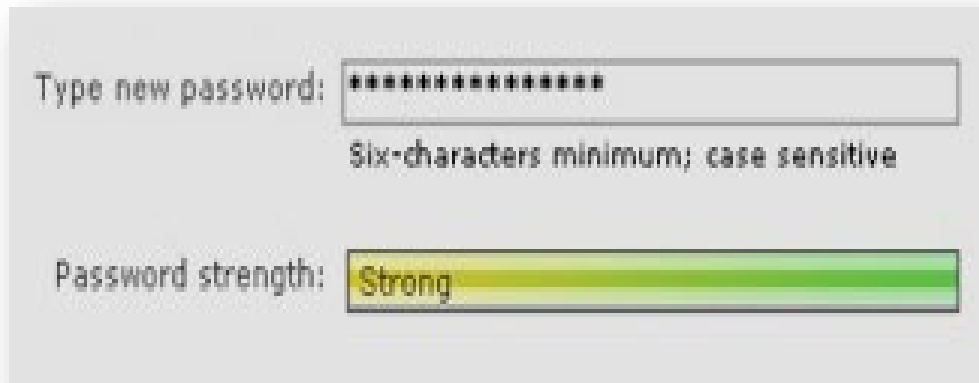 Type new password: •••••••••••••••
Six-characters minimum; case sensitive
Password strength: Strong